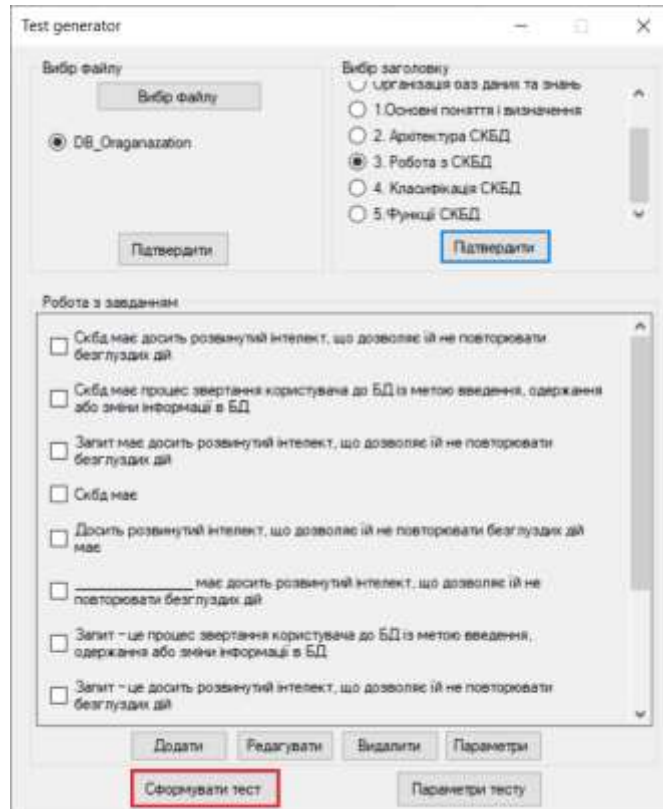 Test generator
Вибір файлу
Вибір файлу
DB_Oraganazation
Підтвердити
Вибір заголовку
Організація баз даних та знань
1.Основні поняття і визначення
2. Архітектура СКБД
3. Робота з СКБД
4. Класифікація СКБД
5.Функції СКБД
Підтвердити
Робота з завданням
Скбд має досить розвинутий інтелект, що дозволяє їй не повторювати
безглуздих дій
Скбд має процес звертання користувача до БД із метою введення, одержання
або зміни інформації в БД
Запит має досить розвинутий інтелект, що дозволяє їй не повторювати
безглуздих дій
Скбд має
Досить розвинутий інтелект, що дозволяє їй не повторювати безглуздих дій
має
_______________ має досить розвинутий інтелект, що дозволяє їй не
повторювати безглуздих дій
Запит – це процес звертання користувача до БД із метою введення,
одержання або зміни інформації в БД
Запит – це досить розвинутий інтелект, що дозволяє їй не повторювати
безглуздих дій
Додати
Редагувати
Видалити
Параметри
Сформувати тест
Параметри тесту